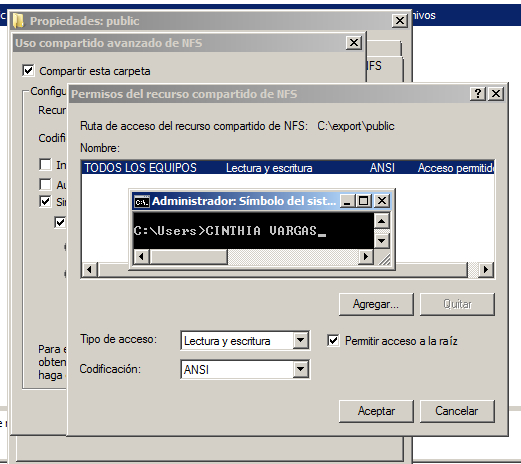 Propiedades: public
ivos
Uso compartido avanzado de NFS
NFS
Compartir esta carpeta
Configu
Permisos del recurso compartido de NFS
Recur
Ruta de acceso del recurso compartido de NFS: C:\export\public
Codifi
Nombre:
In
TODOS LOS EQUIPOS Lectura y escritura ANSI Acceso permitido
Au
Sin
Administrador: Símbolo del sist...
C:\Users>CINTHIA VARGAS_
Agregar... Quitar
Tipo de acceso: Lectura y escritura Permitir acceso a la raíz
Para e
obten
Codificación: ANSI
haga
Aceptar Cancelar